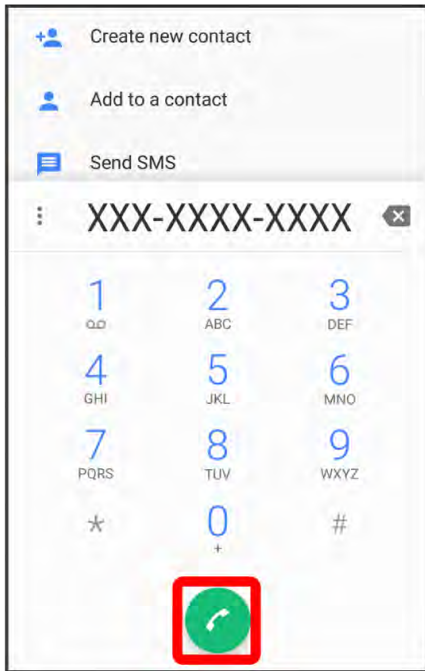 Create new contact
Add to a contact
Send SMS
XXX-XXXX-XXXX
1 2 3
ABC DEF
4 5 6
GHI JKL MNO
7 8 9
PQRS TUV WXYZ
* 0 #
+